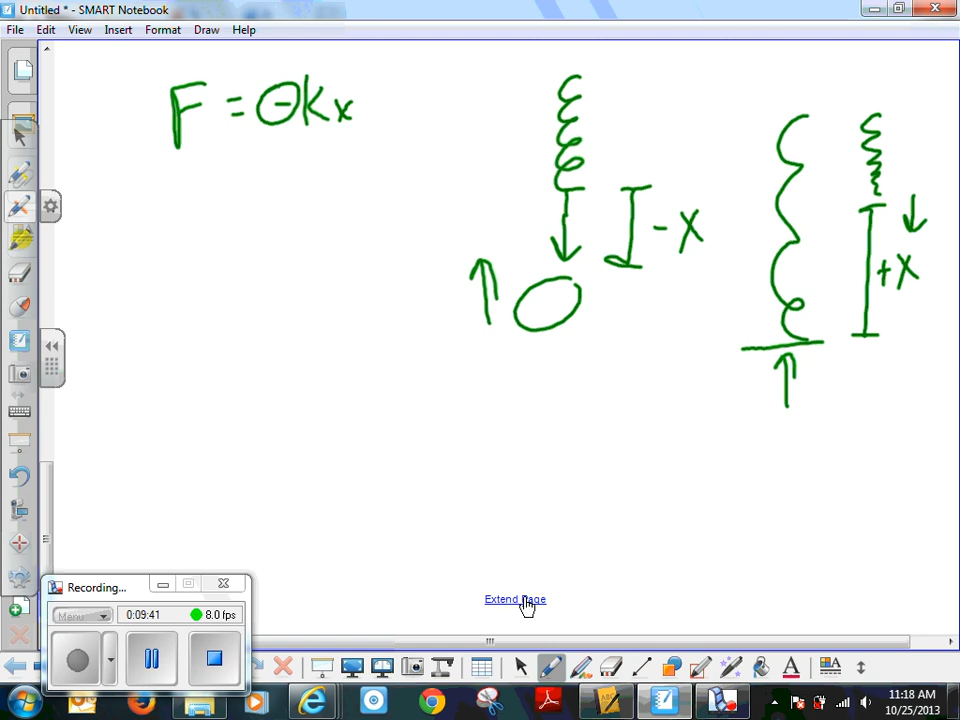 Untitled * - SMART Notebook
File Edit View Insert Format Draw Help
F = -Kx
- X
+ X
Extend Page
Recording...
Menu 0:09:41 8.0 fps
11:18 AM
10/25/2013